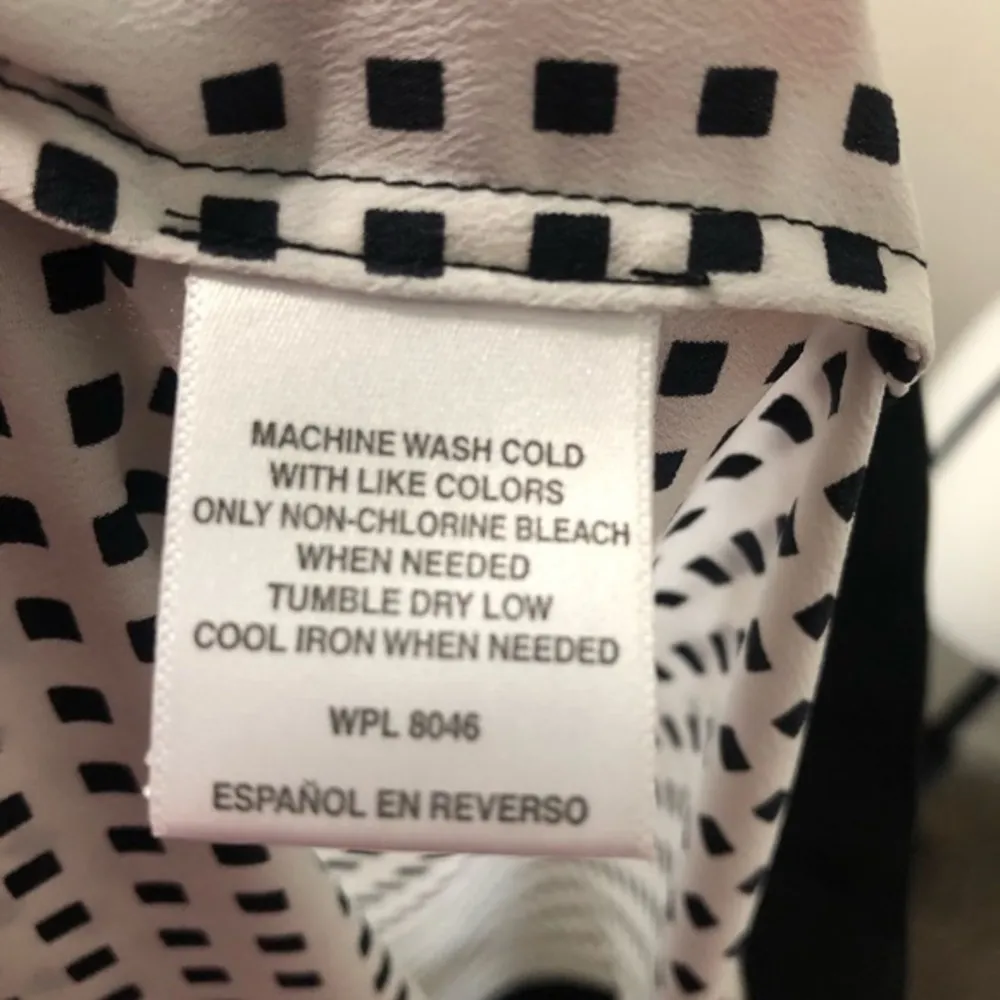 MACHINE WASH COLD
WITH LIKE COLORS
ONLY NON-CHLORINE BLEACH
WHEN NEEDED
TUMBLE DRY LOW
COOL IRON WHEN NEEDED
WPL 8046
ESPAÑOL EN REVERSO